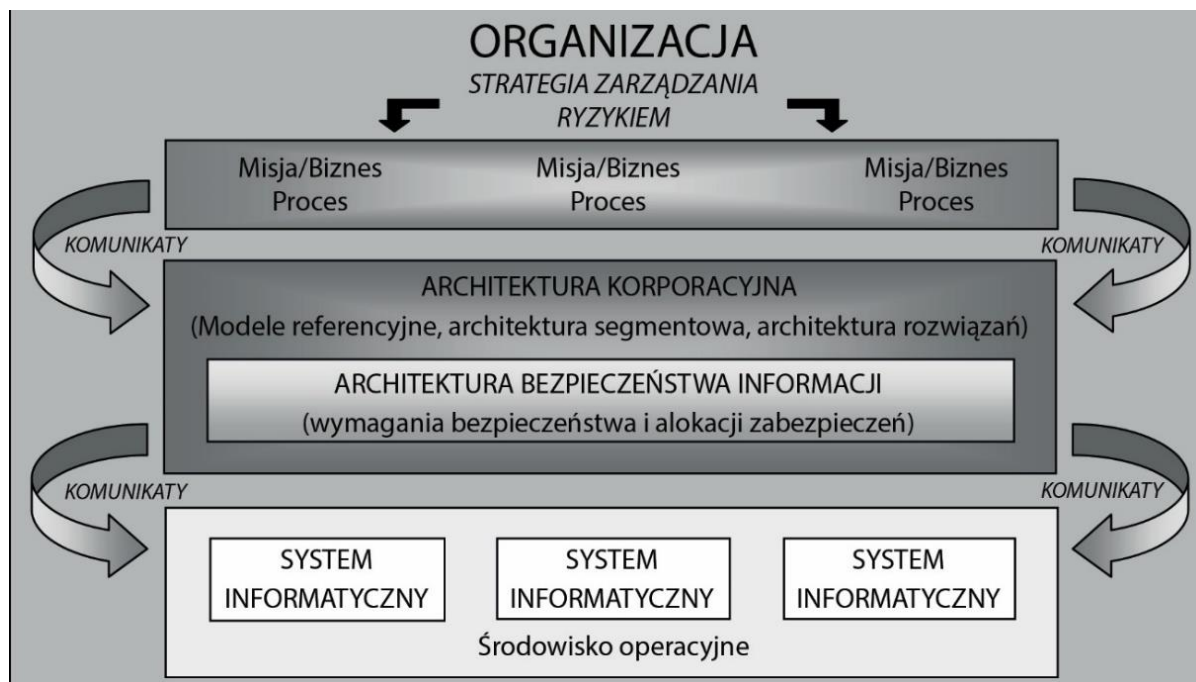 ORGANIZACJA
STRATEGIA ZARZĄDZANIA
RYZYKIEM
Misja/Biznes
Proces
Misja/Biznes
Proces
Misja/Biznes
Proces
KOMUNIKATY
KOMUNIKATY
ARCHITEKTURA KORPORACYJNA
(Modele referencyjne, architektura segmentowa, architektura rozwiązań)
ARCHITEKTURA BEZPIECZEŃSTWA INFORMACJI
(wymagania bezpieczeństwa i alokacji zabezpieczeń)
KOMUNIKATY
KOMUNIKATY
SYSTEM
INFORMATYCZNY
SYSTEM
INFORMATYCZNY
SYSTEM
INFORMATYCZNY
Środowisko operacyjne